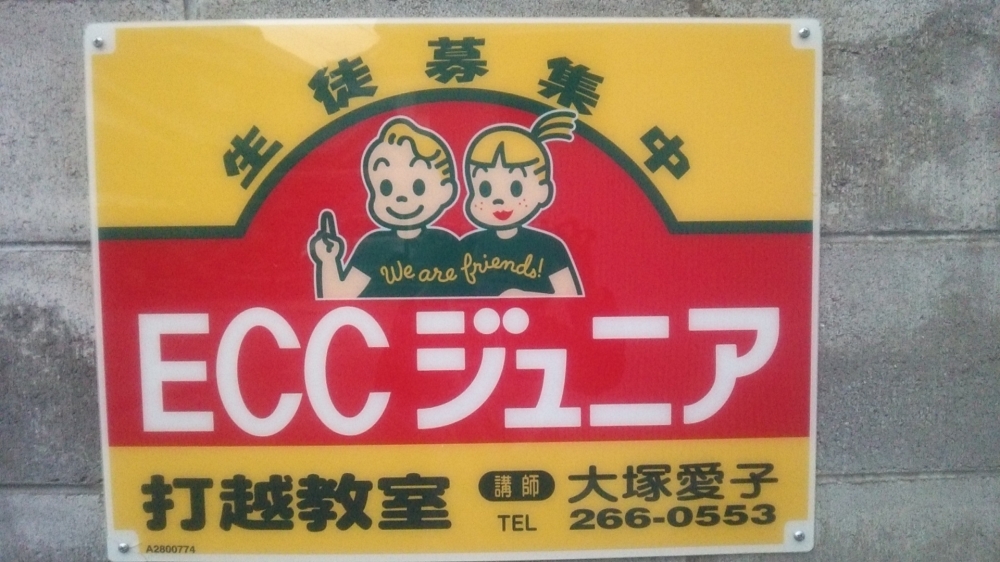 生徒募集中
We are friends!
ECCジュニア
打越教室
講師 大塚愛子
TEL 266-0553
A2800774